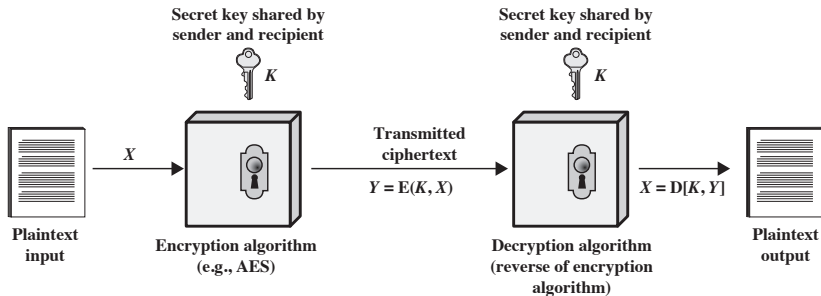 Secret key shared by
sender and recipient
K
Secret key shared by
sender and recipient
K
X
Transmitted
ciphertext
Y = E(K, X)
X = D[K, Y]
Plaintext
input
Encryption algorithm
(e.g., AES)
Decryption algorithm
(reverse of encryption
algorithm)
Plaintext
output